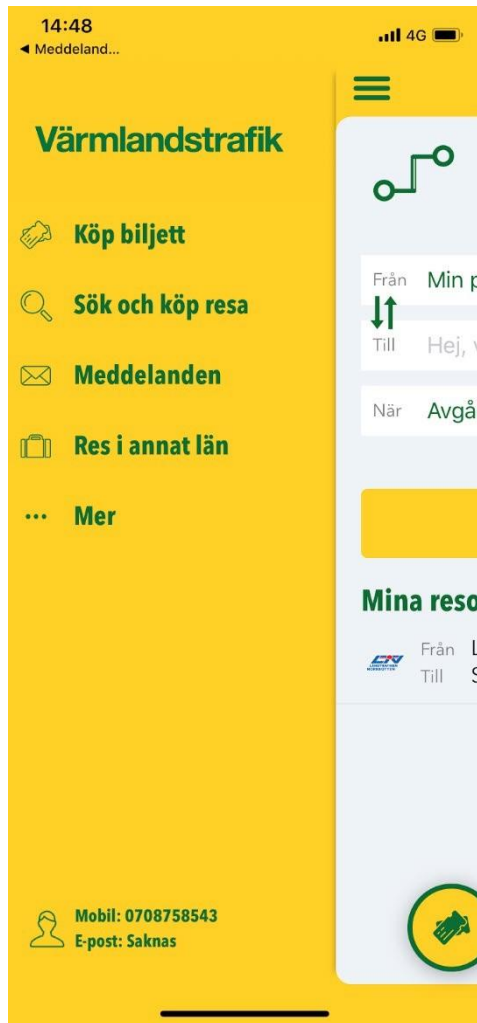 14:48
◀ Meddeland...
4G
Värmlandstrafik
Köp biljett
Sök och köp resa
Meddelanden
Res i annat län
... Mer
Mobil: 0708758543
E-post: Saknas
Från Min p
Till Hej, v
När Avgå
Mina reso
Från L
Till S